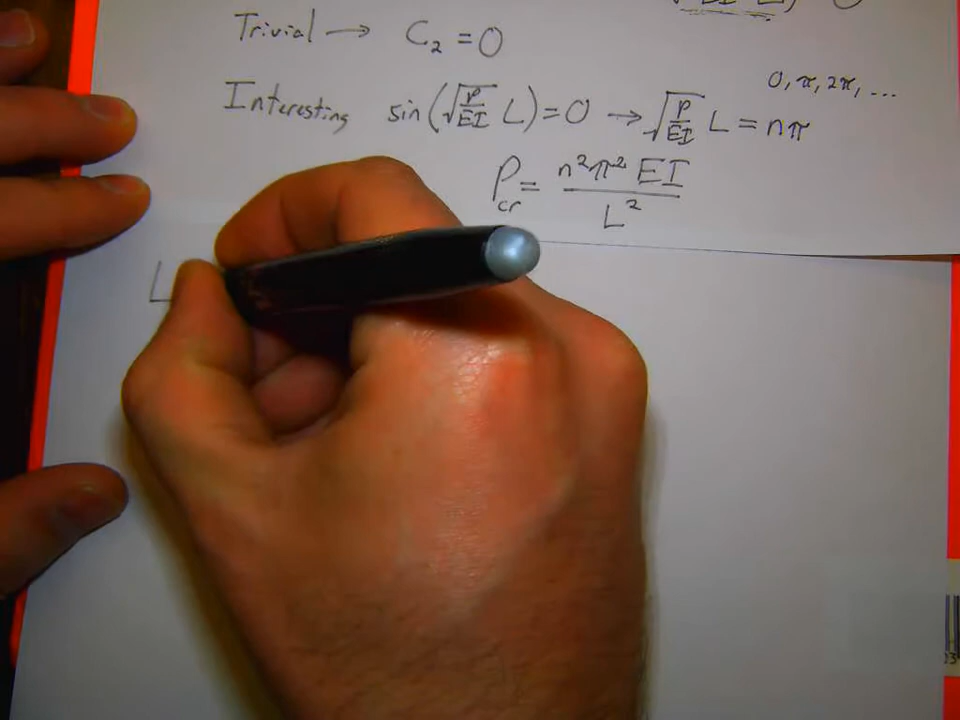 Trivial → C₂ = 0
0, π, 2π, ...
Interesting sin(√(P/EI) L) = 0 → √(P/EI) L = nπ
P_cr = n²π² EI / L²
L